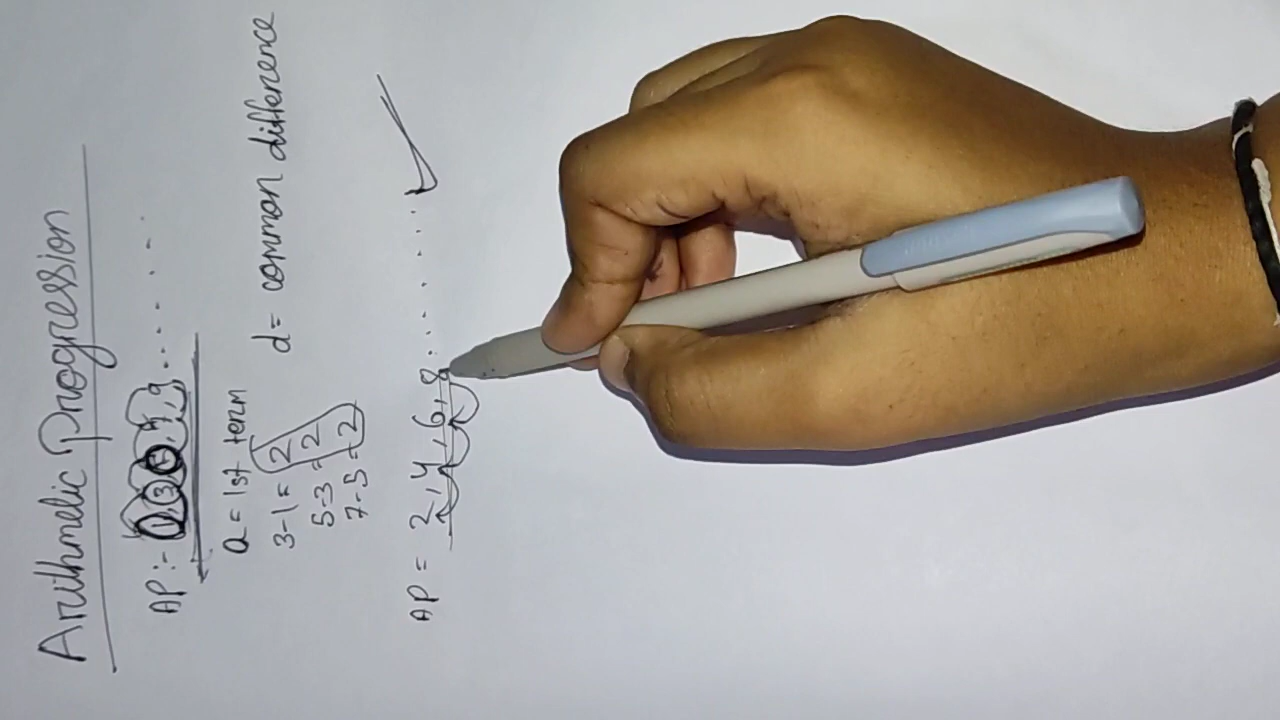 Arithmetic Progression
AP:- 1, 3, 5, 7, 9......
a = 1st term
d = common difference
3-1 = 2
5-3 = 2
7-5 = 2
AP = 2, 4, 6, 8.......